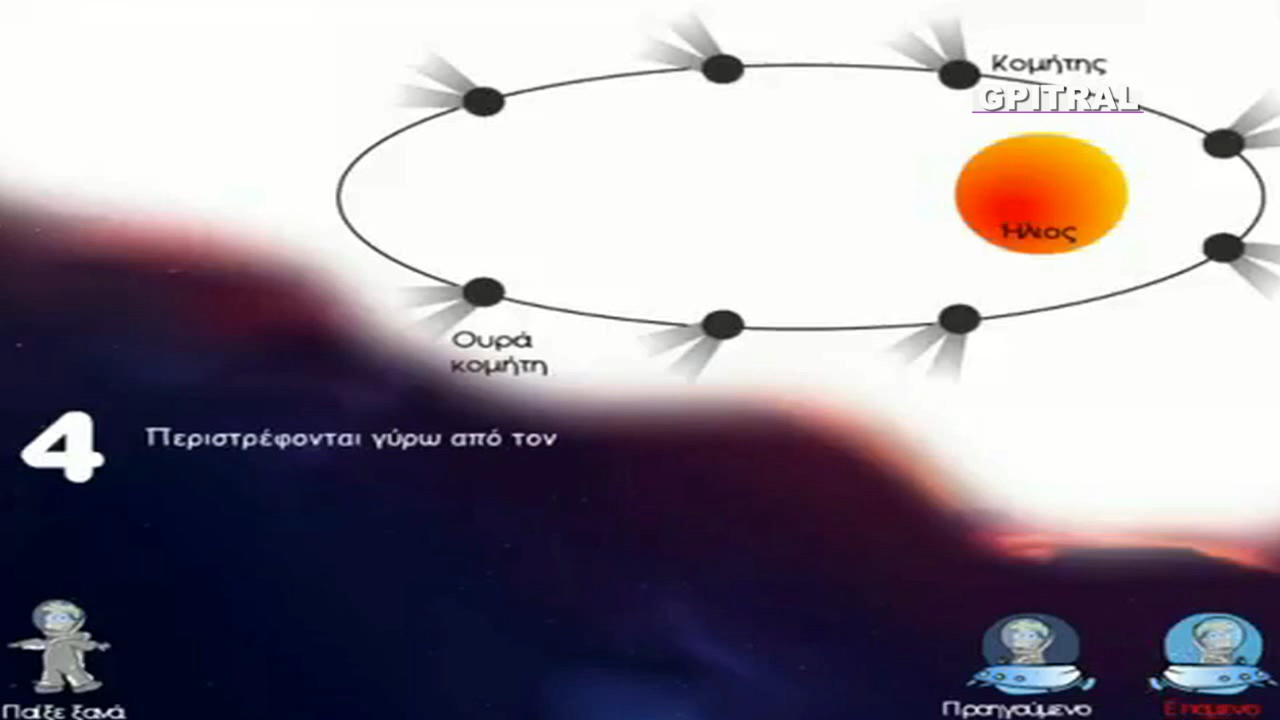 Κομήτης
GPITRAL
Ήλιος
Ουρά
κομήτη
4 Περιστρέφονται γύρω από τον
Παίξε ξανά
Προηγούμενο
Επόμενο